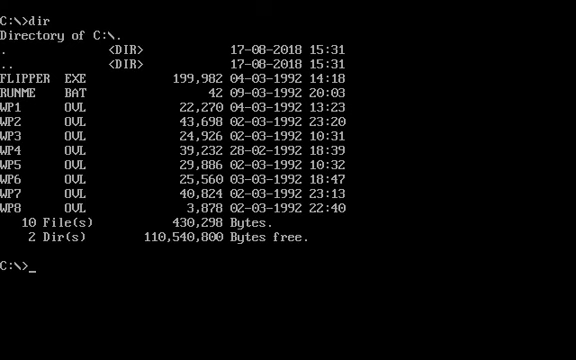 C:\>dir
Directory of C:\.
. <DIR> 17-08-2018 15:31
.. <DIR> 17-08-2018 15:31
FLIPPER EXE 199,982 04-03-1992 14:18
RUNME BAT 42 09-03-1992 20:03
WP1 OVL 22,270 04-03-1992 13:23
WP2 OVL 43,698 02-03-1992 23:20
WP3 OVL 24,926 02-03-1992 10:31
WP4 OVL 39,232 28-02-1992 18:39
WP5 OVL 29,886 02-03-1992 10:32
WP6 OVL 25,560 03-03-1992 18:47
WP7 OVL 40,824 02-03-1992 23:13
WP8 OVL 3,878 02-03-1992 22:40
10 File(s) 430,298 Bytes.
2 Dir(s) 110,540,800 Bytes free.
C:\>_